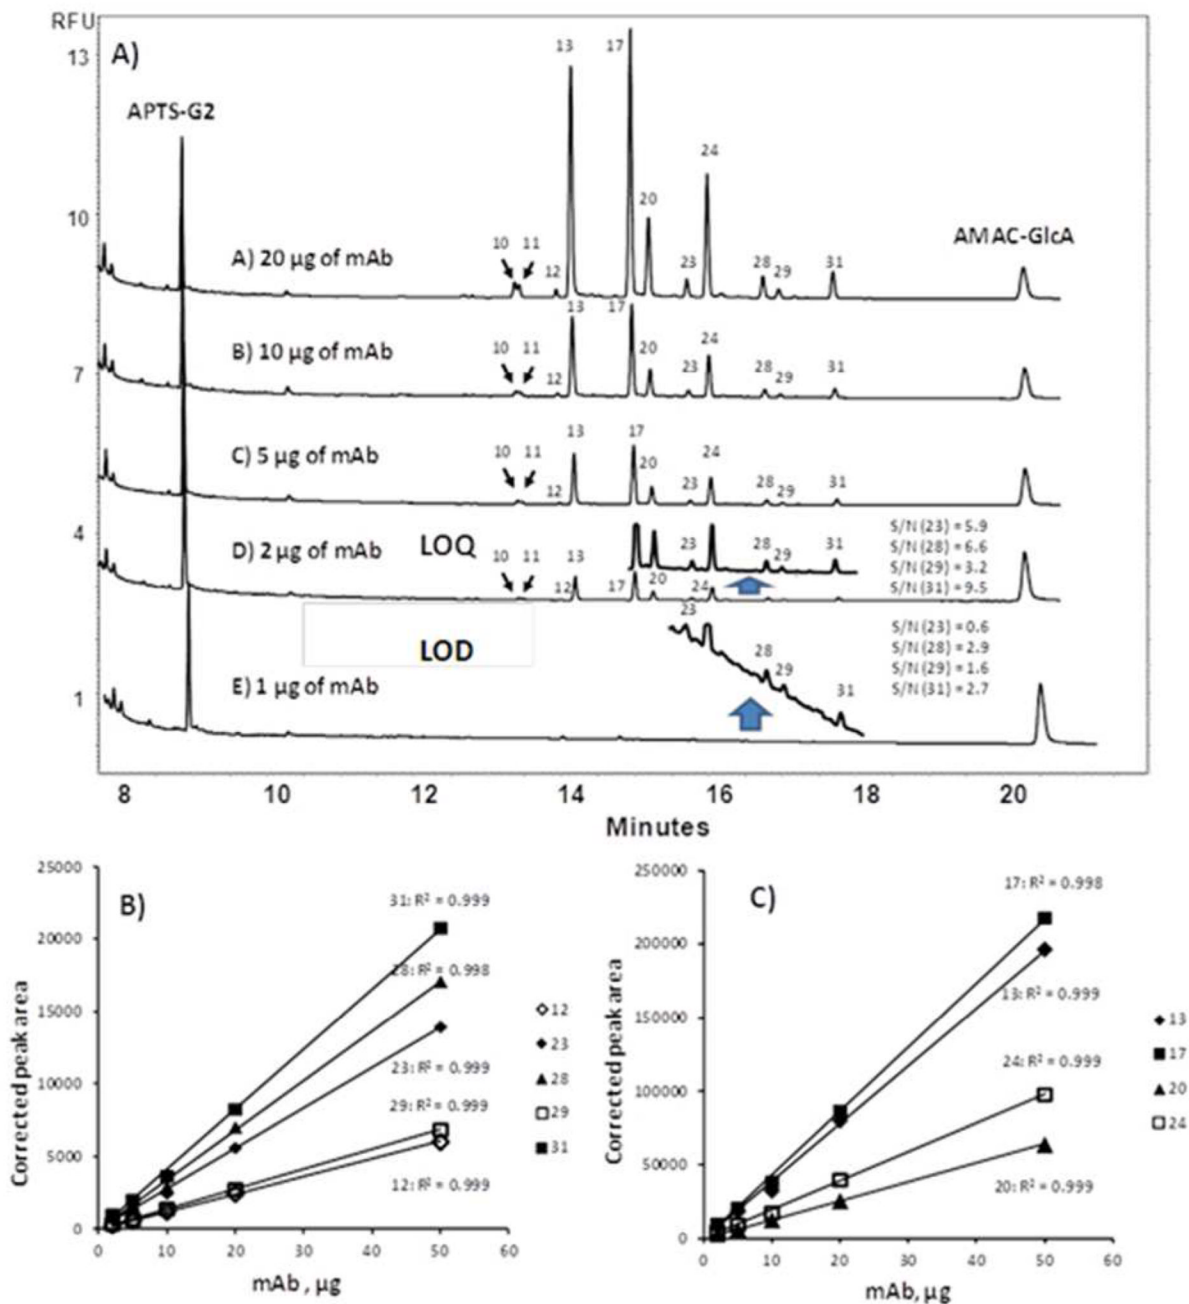 RFU
A)
13
10
7
4
1
APTS-G2
13
17
24
20
10 11
12
23
28
29
31
AMAC-GlcA
A) 20 µg of mAb
13
17
20
24
10 11
12
23
28
29
31
B) 10 µg of mAb
13
17
20
24
10 11
12
23
28
29
31
C) 5 µg of mAb
LOQ
23
28
29
31
S/N (23) = 5.9
S/N (28) = 6.6
S/N (29) = 3.2
S/N (31) = 9.5
D) 2 µg of mAb
10 11
13
12
17
20
24
LOD
23
28
29
31
S/N (23) = 0.6
S/N (28) = 2.9
S/N (29) = 1.6
S/N (31) = 2.7
E) 1 µg of mAb
8 10 12 14 16 18 20
Minutes
B)
25000
20000
15000
10000
5000
0
Corrected peak area
31: R² = 0.999
28: R² = 0.998
23: R² = 0.999
29: R² = 0.999
12: R² = 0.999
12
23
28
29
31
0 10 20 30 40 50 60
mAb , µg
C)
250000
200000
150000
100000
50000
0
Corrected peak area
17: R² = 0.998
13: R² = 0.999
24: R² = 0.999
20: R² = 0.999
13
17
20
24
0 10 20 30 40 50 60
mAb, µg